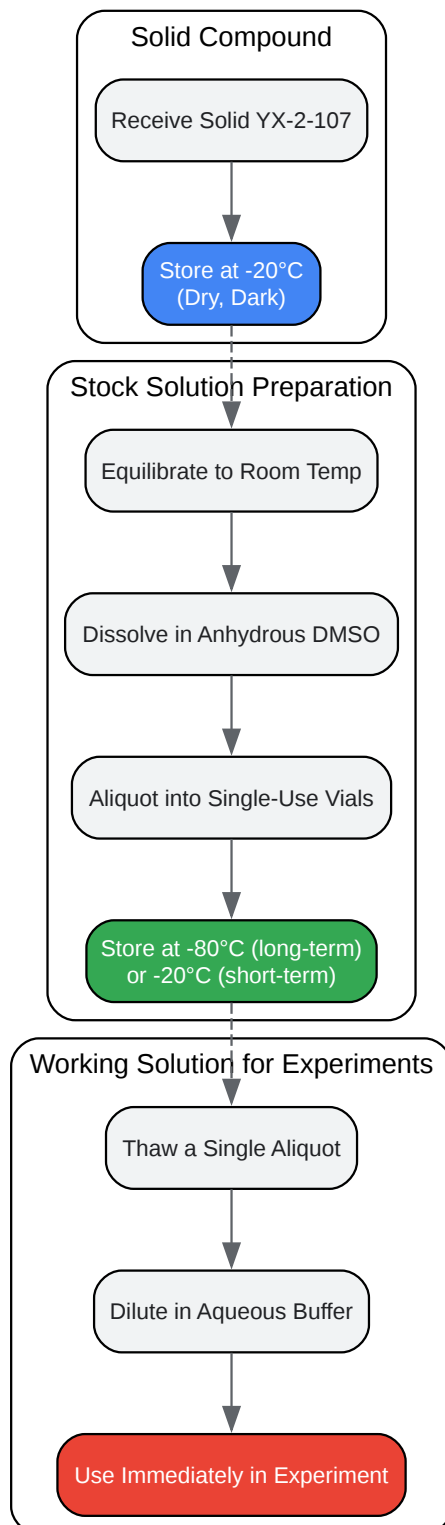 Solid Compound
Receive Solid YX-2-107
Store at -20°C
(Dry, Dark)
Stock Solution Preparation
Equilibrate to Room Temp
Dissolve in Anhydrous DMSO
Aliquot into Single-Use Vials
Store at -80°C (long-term)
or -20°C (short-term)
Working Solution for Experiments
Thaw a Single Aliquot
Dilute in Aqueous Buffer
Use Immediately in Experiment